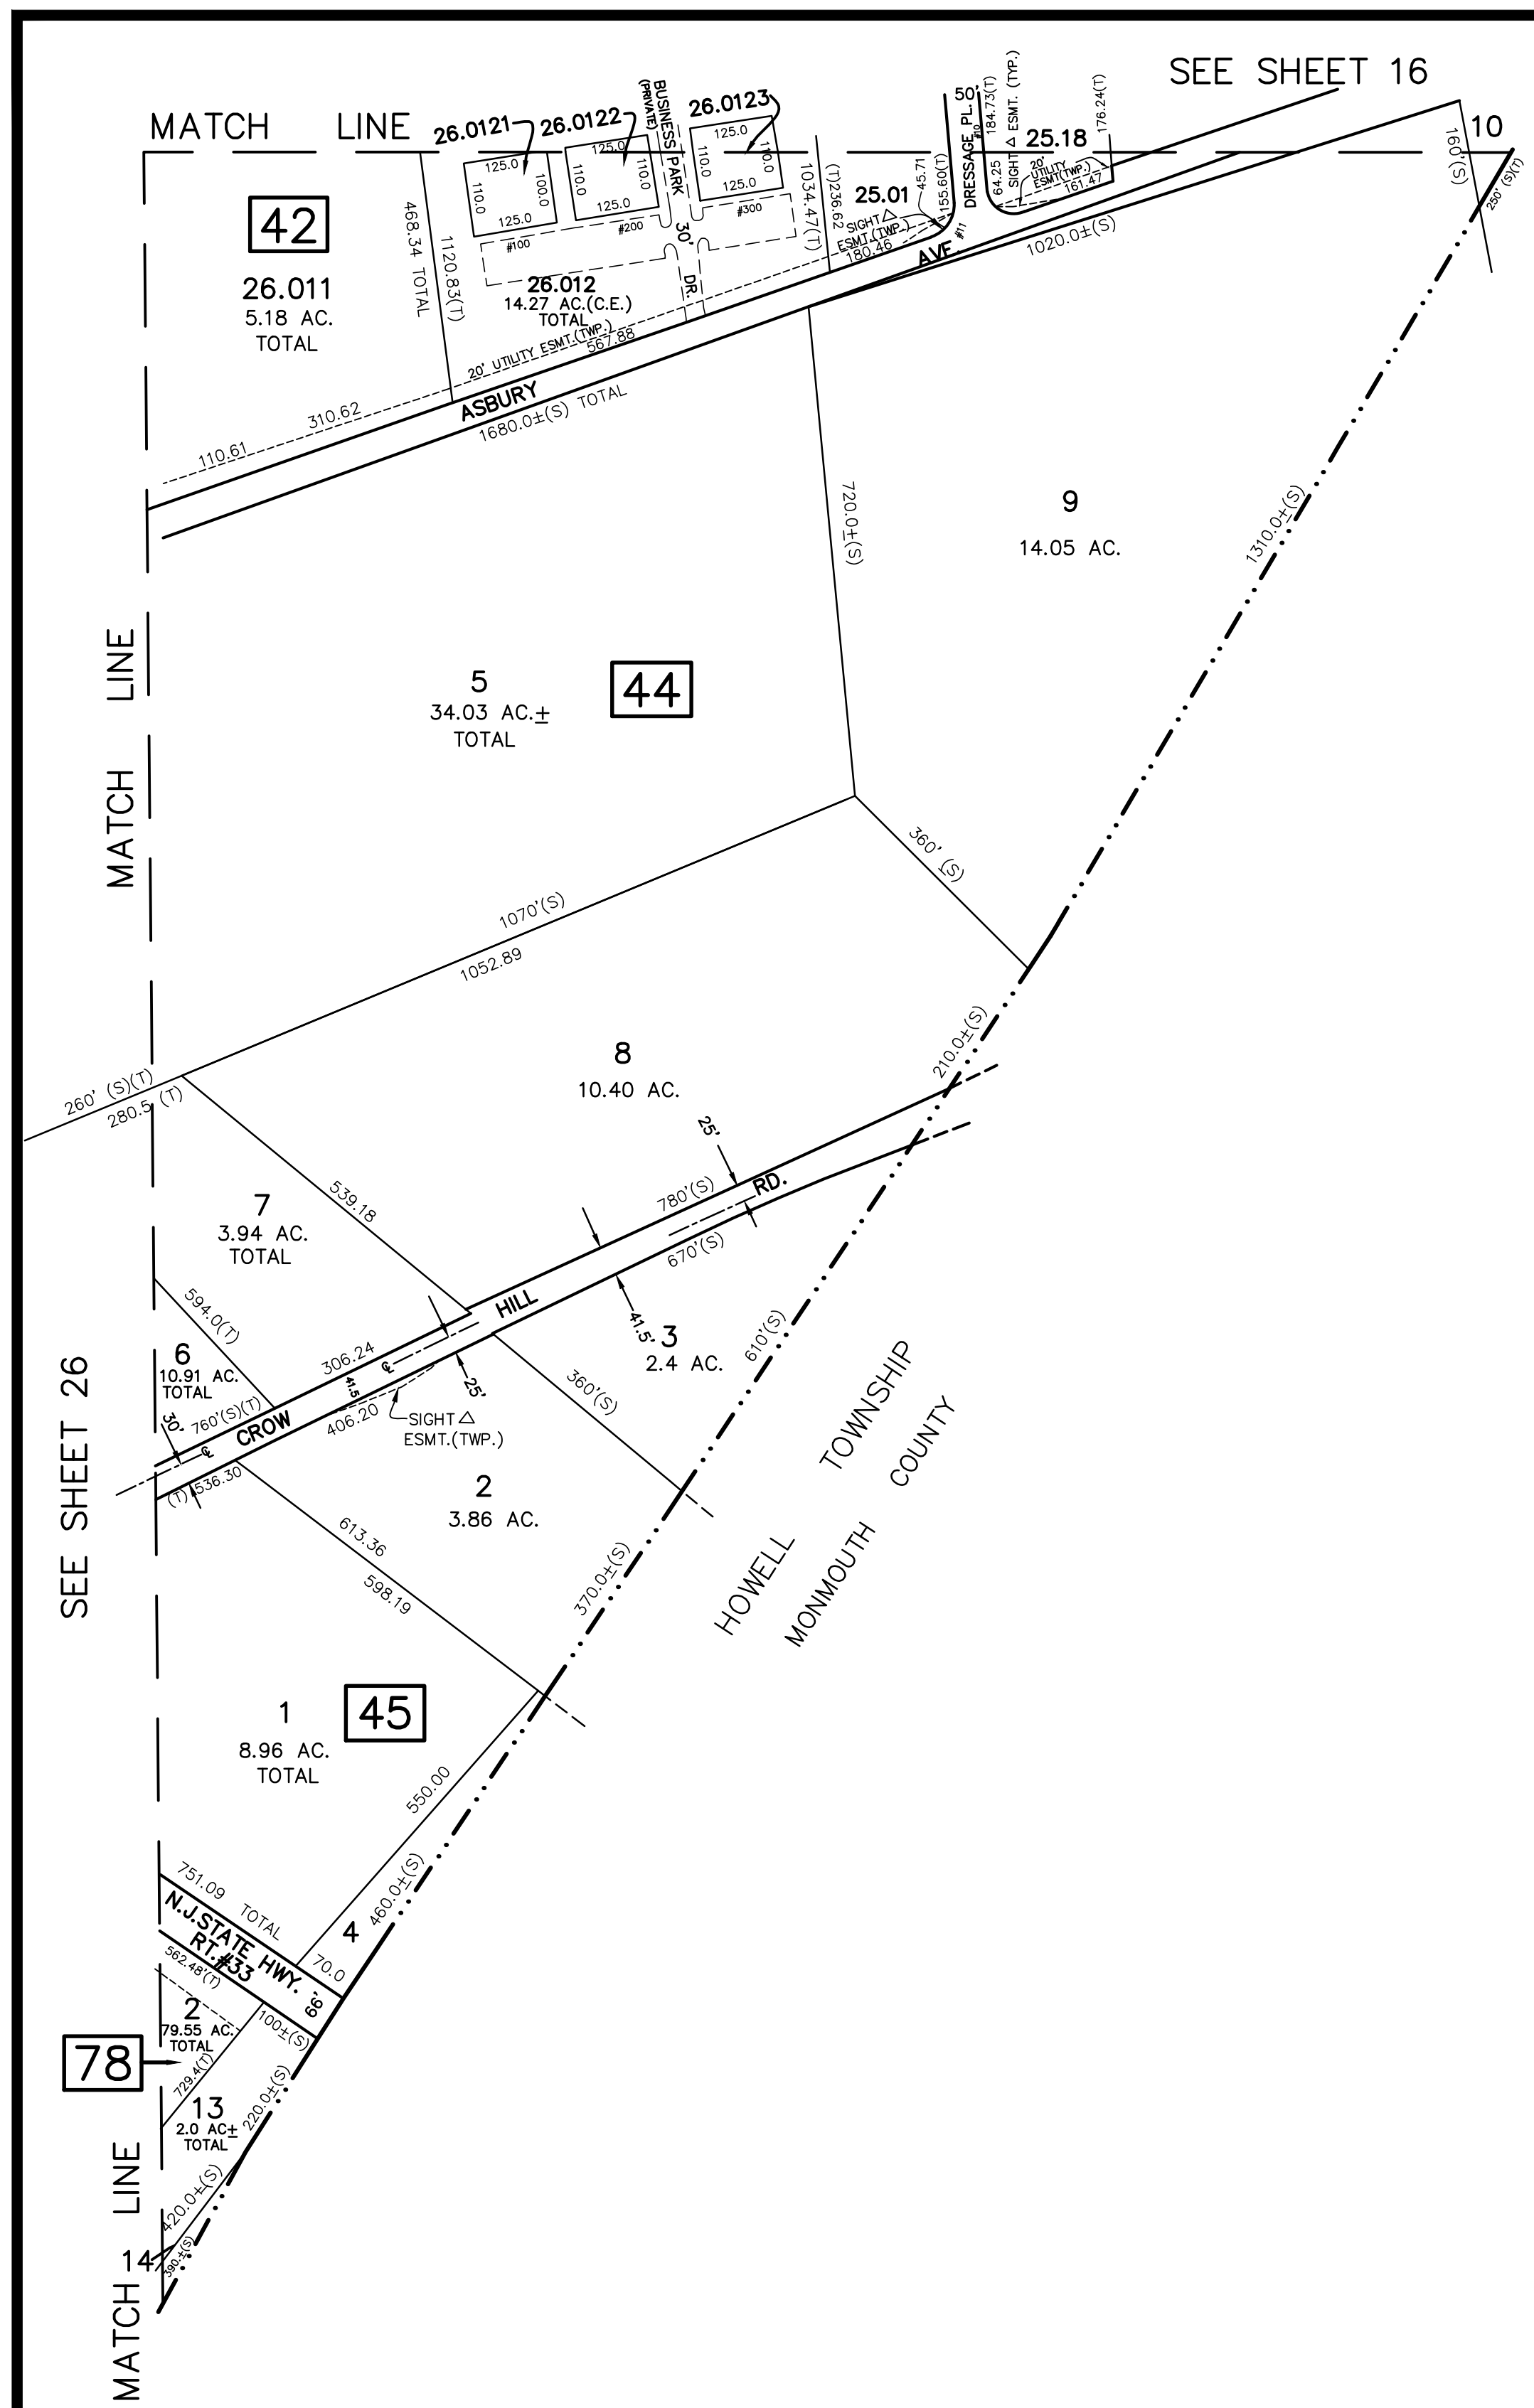 SEE SHEET 16
MATCH LINE
26.0121
26.0122
BUSINESS PARK
(PRIVATE)
26.0123
50'
DRESSAGE PL.
#10
184.73(T)
SIGHT △ ESMT. (TYP.)
176.24(T)
25.18
10
160'(S)
250' (S)(T)
42
26.011
5.18 AC.
TOTAL
468.34 TOTAL
1120.83(T)
125.0
110.0
100.0
125.0
125.0
110.0
110.0
125.0
125.0
110.0
110.0
125.0
#100
#200
#300
30'
DR.
26.012
14.27 AC.(C.E.)
TOTAL
1034.47(T)
(T)236.62
25.01
45.71
155.60(T)
SIGHT △
ESMT.(TWP.)
180.46
64.25
20'
UTILITY
ESMT(TWP.)
161.47
#11
20' UTILITY ESMT.(TWP.)
567.88
ASBURY
AVE.
1020.0±(S)
1680.0±(S) TOTAL
310.62
110.61
720.0±(S)
9
14.05 AC.
1310.0±(S)
MATCH LINE
5
34.03 AC.±
TOTAL
44
360' (S)
1070'(S)
1052.89
260' (S)(T)
280.5 (T)
8
10.40 AC.
210.0±(S)
25'
780'(S)
RD.
670'(S)
7
3.94 AC.
TOTAL
539.18
594.0(T)
HILL
41.5'
3
2.4 AC.
610'(S)
6
10.91 AC.
TOTAL
306.24
℄
41.5
25'
360'(S)
760'(S)(T)
30'
℄
CROW
406.20
SIGHT △
ESMT.(TWP.)
(T) 536.30
SEE SHEET 26
2
3.86 AC.
613.36
598.19
370.0±(S)
HOWELL TOWNSHIP
MONMOUTH COUNTY
1
8.96 AC.
TOTAL
45
550.00
460.0±(S)
751.09 TOTAL
N.J.STATE HWY.
RT.#33
66'
4
70.0
562.48'(T)
2
79.55 AC.
TOTAL
100±(S)
78
729.4(T)
13
2.0 AC±
TOTAL
220.0±(S)
420.0±(S)
14
390.±(S)
MATCH LINE